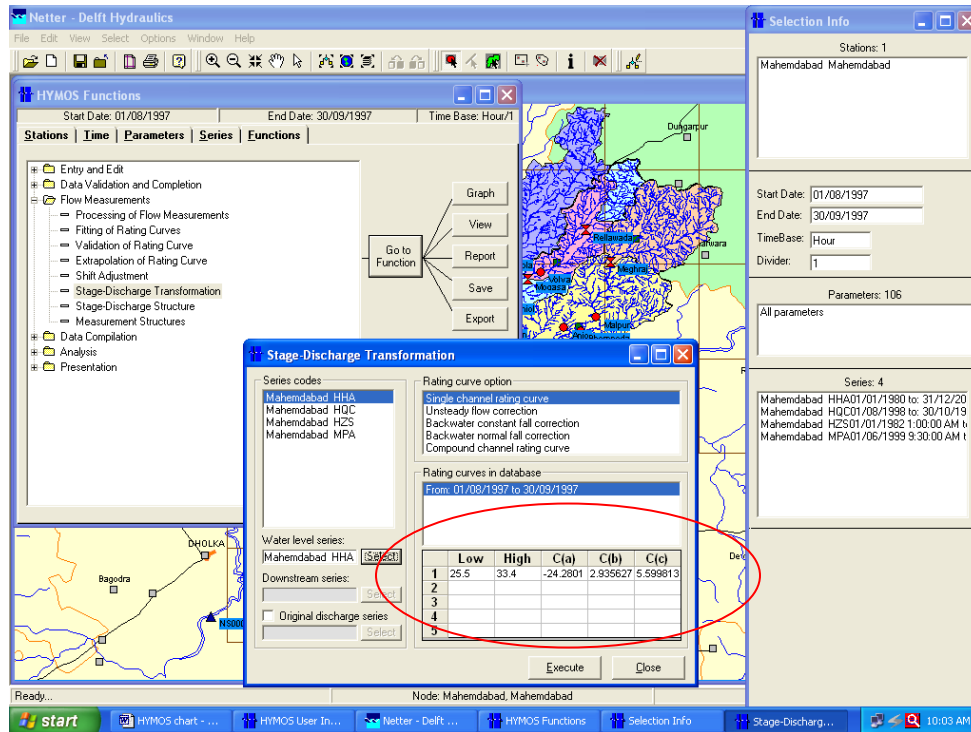 Netter - Delft Hydraulics
File Edit View Select Options Window Help
HYMOS Functions
Start Date: 01/08/1997 End Date: 30/09/1997 Time Base: Hour/1
Stations Time Parameters Series Functions
Entry and Edit
Data Validation and Completion
Flow Measurements
Processing of Flow Measurements
Fitting of Rating Curves
Validation of Rating Curve
Extrapolation of Rating Curve
Shift Adjustment
Stage-Discharge Transformation
Stage-Discharge Structure
Measurement Structures
Data Compilation
Analysis
Presentation
Go to Function
Graph
View
Report
Save
Export
Dungarpur
Rellawada
Meghraj
Volva
Malpur
DHOLKA
Bagodra
Stage-Discharge Transformation
Series codes
Mahemdabad HHA
Mahemdabad HQC
Mahemdabad HZS
Mahemdabad MPA
Water level series:
Mahemdabad HHA Select
Downstream series:
Select
Original discharge series
Select
Rating curve option
Single channel rating curve
Unsteady flow correction
Backwater constant fall correction
Backwater normal fall correction
Compound channel rating curve
Rating curves in database
From: 01/08/1997 to 30/09/1997
Low High C(a) C(b) C(c)
1 25.5 33.4 -24.2801 2.935627 5.599813
2
3
4
5
Execute Close
Selection Info
Stations: 1
Mahemdabad Mahemdabad
Start Date: 01/08/1997
End Date: 30/09/1997
TimeBase: Hour
Divider: 1
Parameters: 106
All parameters
Series: 4
Mahemdabad HHA01/01/1980 to: 31/12/20
Mahemdabad HQC01/08/1998 to: 30/10/19
Mahemdabad HZS01/01/1982 1:00:00 AM t
Mahemdabad MPA01/06/1999 9:30:00 AM t
Ready... Node: Mahemdabad, Mahemdabad
start HYMOS chart - ... HYMOS User In... Netter - Delft ... HYMOS Functions Selection Info Stage-Discharg... 10:03 AM